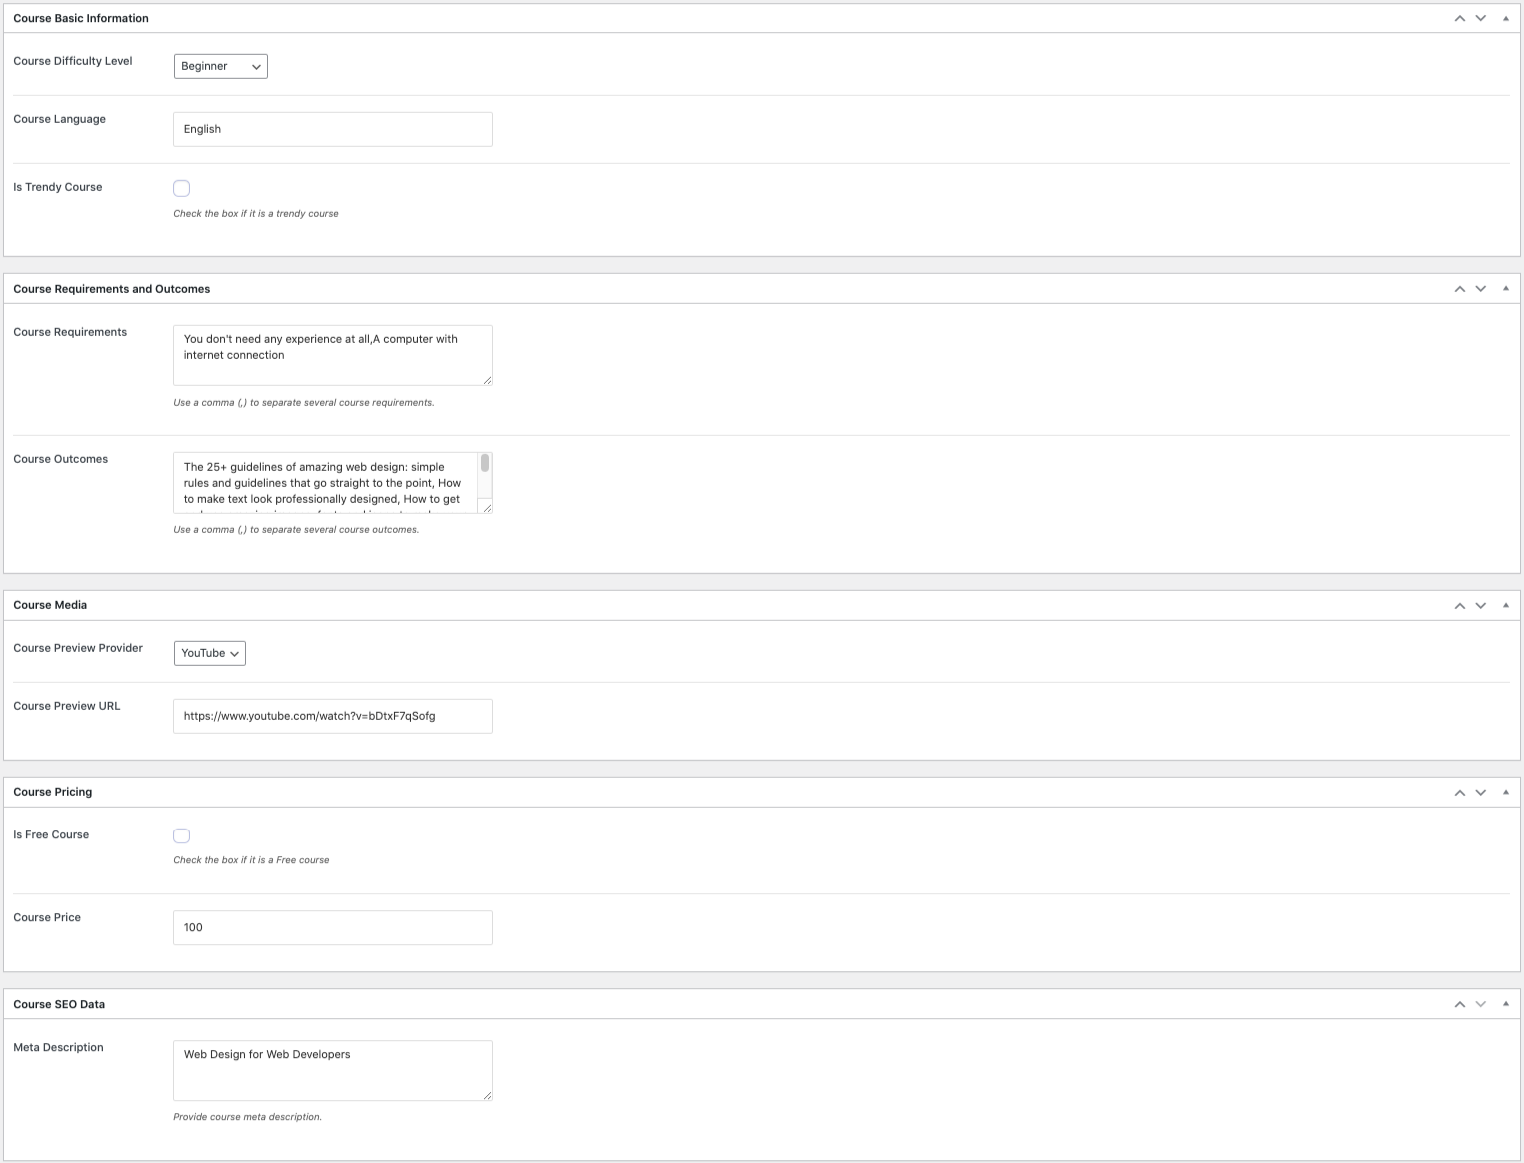 Course Basic Information
Course Difficulty Level
Beginner
Course Language
English
Is Trendy Course
Check the box if it is a trendy course
Course Requirements and Outcomes
Course Requirements
You don't need any experience at all,A computer with
internet connection
Use a comma (,) to separate several course requirements.
Course Outcomes
The 25+ guidelines of amazing web design: simple
rules and guidelines that go straight to the point, How
to make text look professionally designed, How to get
Use a comma (,) to separate several course outcomes.
Course Media
Course Preview Provider
YouTube
Course Preview URL
https://www.youtube.com/watch?v=bDtxF7qSofg
Course Pricing
Is Free Course
Check the box if it is a Free course
Course Price
100
Course SEO Data
Meta Description
Web Design for Web Developers
Provide course meta description.